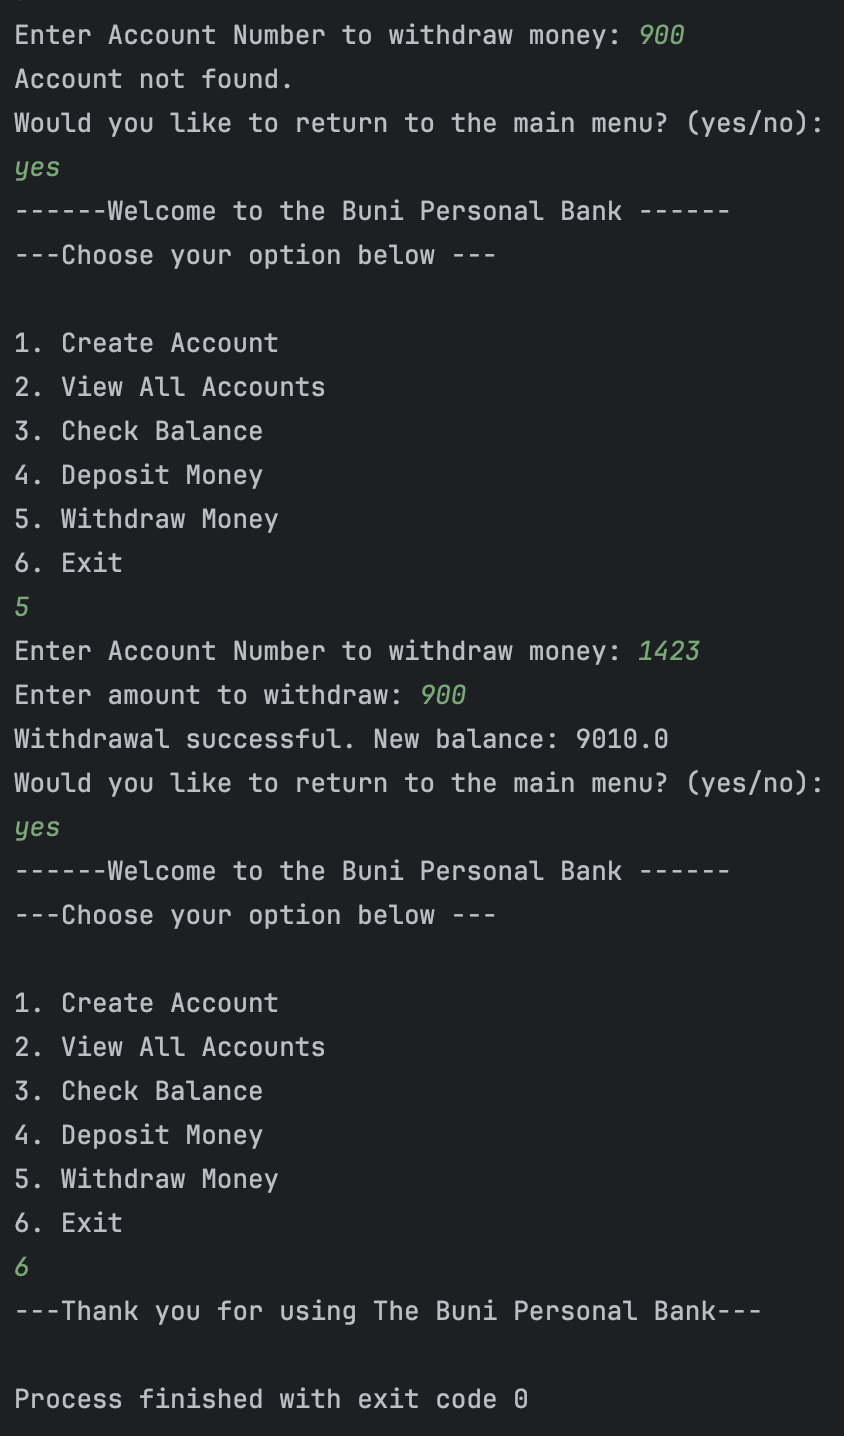 Enter Account Number to withdraw money: 900
Account not found.
Would you like to return to the main menu? (yes/no):
yes
------Welcome to the Buni Personal Bank ------
---Choose your option below ---
1. Create Account
2. View All Accounts
3. Check Balance
4. Deposit Money
5. Withdraw Money
6. Exit
5
Enter Account Number to withdraw money: 1423
Enter amount to withdraw: 900
Withdrawal successful. New balance: 9010.0
Would you like to return to the main menu? (yes/no):
yes
------Welcome to the Buni Personal Bank ------
---Choose your option below ---
1. Create Account
2. View All Accounts
3. Check Balance
4. Deposit Money
5. Withdraw Money
6. Exit
6
---Thank you for using The Buni Personal Bank---
Process finished with exit code 0